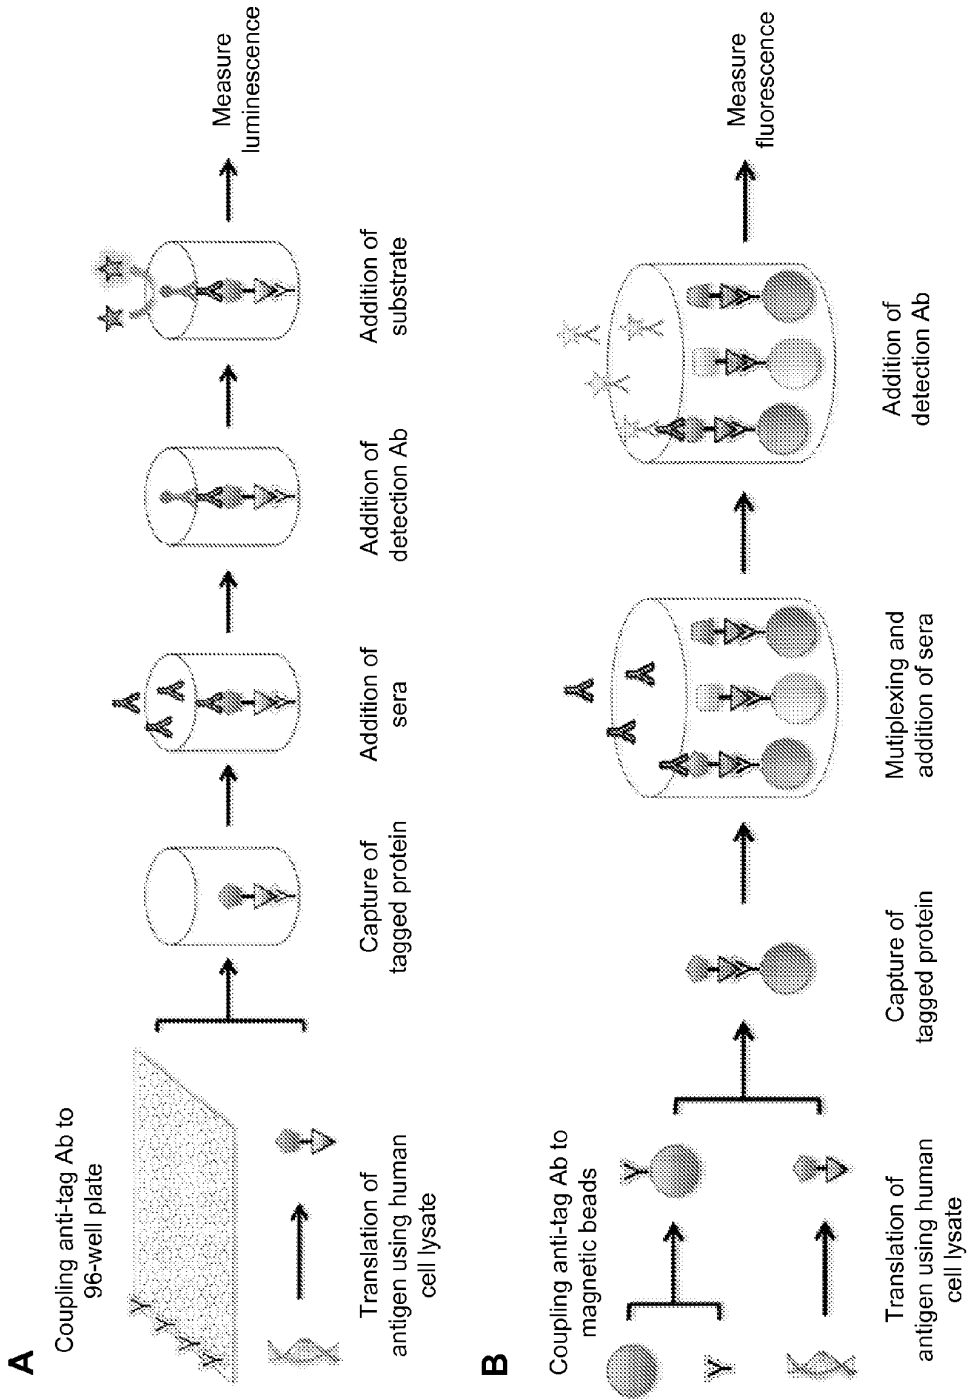 A
Coupling anti-tag Ab to
96-well plate
Translation of
antigen using human
cell lysate
Capture of
tagged protein
Addition of
sera
Addition of
detection Ab
Addition of
substrate
Measure
luminescence
B
Coupling anti-tag Ab to
magnetic beads
Translation of
antigen using human
cell lysate
Capture of
tagged protein
Mutiplexing and
addition of sera
Addition of
detection Ab
Measure
fluorescence